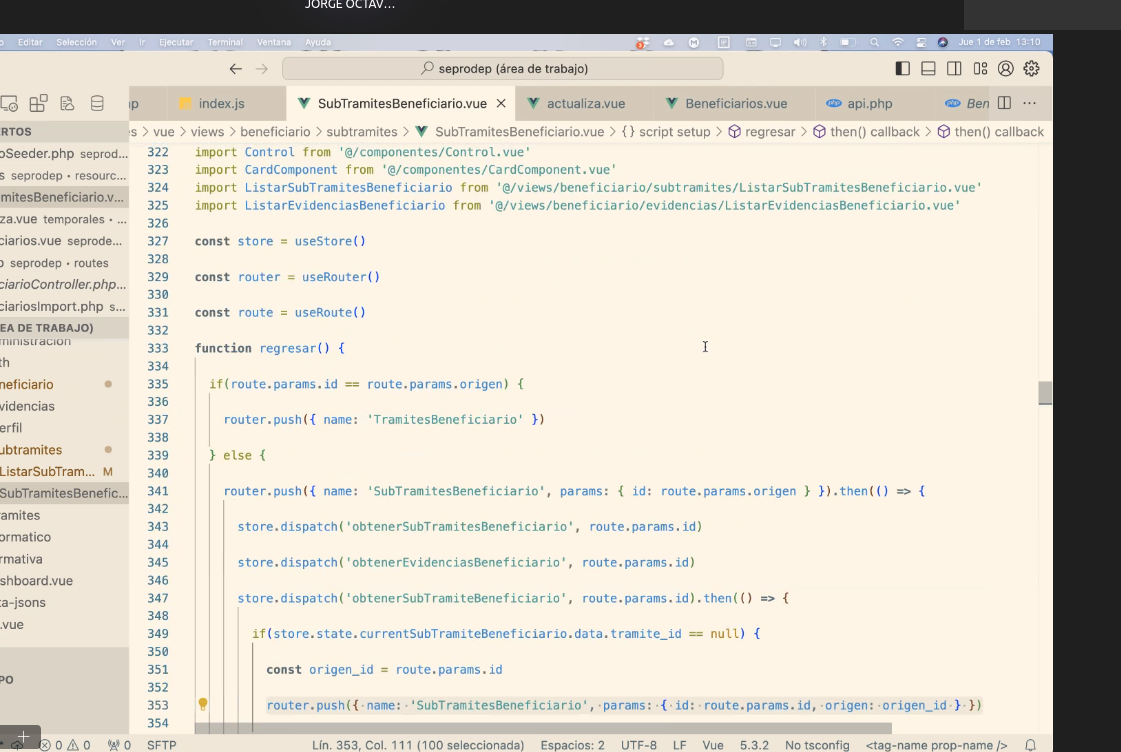 JORGE OCTAV...
Editar Selección Ver Ir Ejecutar Terminal Ventana Ayuda Jue 1 de feb 13:10
seprodep (área de trabajo)
index.js SubTramitesBeneficiario.vue actualiza.vue Beneficiarios.vue api.php Ben
s > vue > views > beneficiario > subtramites > SubTramitesBeneficiario.vue > {} script setup > regresar > then() callback > then() callback
ERTOS
oSeeder.php seprod...
s seprodep • resourc...
mitesBeneficiario.v...
za.vue temporales • ...
ciarios.vue seprode...
o seprodep • routes
ciarioController.php...
ciariosImport.php s...
EA DE TRABAJO)
ministracion
th
neficiario
videncias
erfil
ubtramites
ListarSubTram... M
SubTramitesBenefic...
ramites
ormatico
rmativa
shboard.vue
ta-jsons
.vue
PO
322 import Control from '@/componentes/Control.vue'
323 import CardComponent from '@/componentes/CardComponent.vue'
324 import ListarSubTramitesBeneficiario from '@/views/beneficiario/subtramites/ListarSubTramitesBeneficiario.vue'
325 import ListarEvidenciasBeneficiario from '@/views/beneficiario/evidencias/ListarEvidenciasBeneficiario.vue'
326
327 const store = useStore()
328
329 const router = useRouter()
330
331 const route = useRoute()
332
333 function regresar() {
334
335 if(route.params.id == route.params.origen) {
336
337 router.push({ name: 'TramitesBeneficiario' })
338
339 } else {
340
341 router.push({ name: 'SubTramitesBeneficiario', params: { id: route.params.origen } }).then(() => {
342
343 store.dispatch('obtenerSubTramitesBeneficiario', route.params.id)
344
345 store.dispatch('obtenerEvidenciasBeneficiario', route.params.id)
346
347 store.dispatch('obtenerSubTramiteBeneficiario', route.params.id).then(() => {
348
349 if(store.state.currentSubTramiteBeneficiario.data.tramite_id == null) {
350
351 const origen_id = route.params.id
352
353 router.push({ name: 'SubTramitesBeneficiario', params: { id: route.params.id, origen: origen_id } })
354
0 0 0 SFTP Lín. 353, Col. 111 (100 seleccionada) Espacios: 2 UTF-8 LF Vue 5.3.2 No tsconfig <tag-name prop-name />